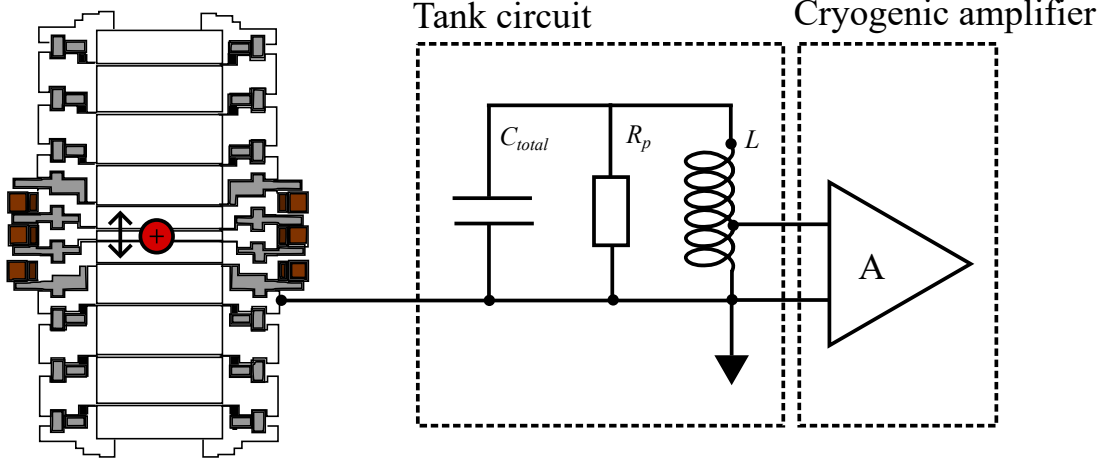 Tank circuit
Cryogenic amplifier
C_total
R_p
L
+
A